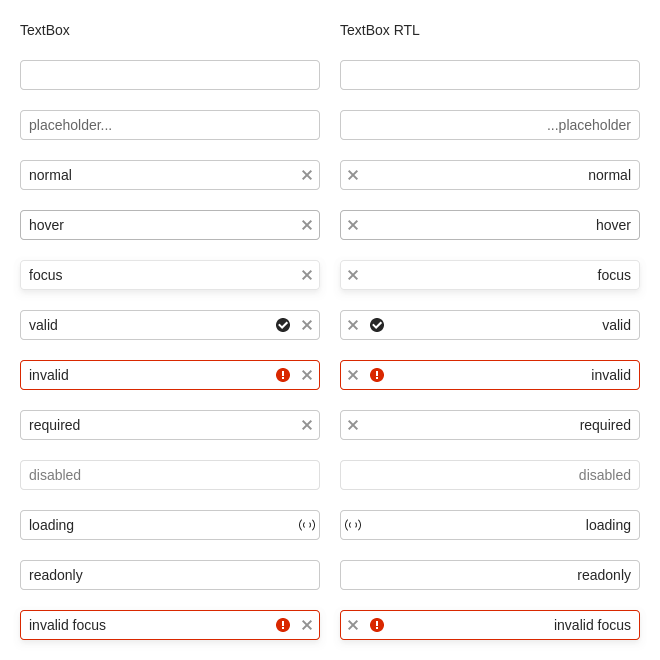 TextBox
TextBox RTL
placeholder...
...placeholder
normal
normal
hover
hover
focus
focus
valid
valid
invalid
invalid
required
required
disabled
disabled
loading
loading
readonly
readonly
invalid focus
invalid focus